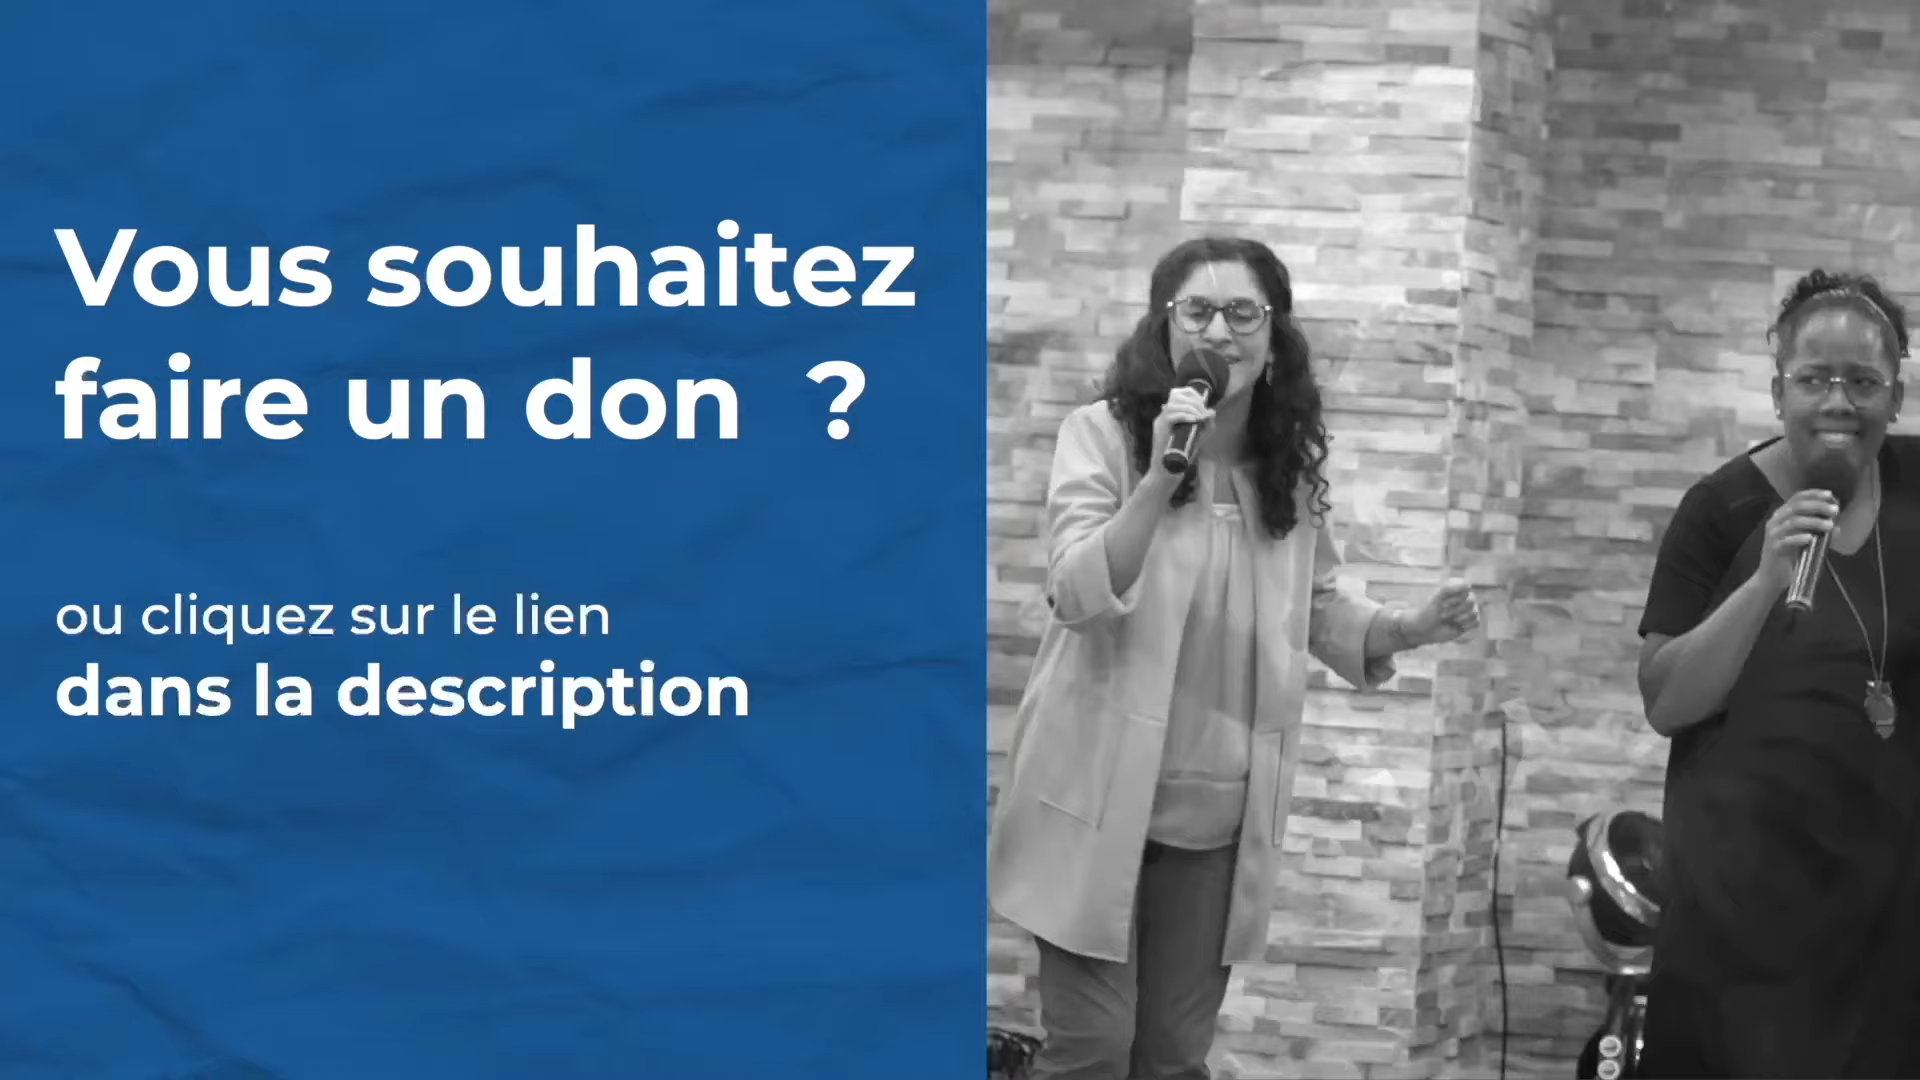 Vous souhaitez
faire un don  ?
ou cliquez sur le lien
dans la description